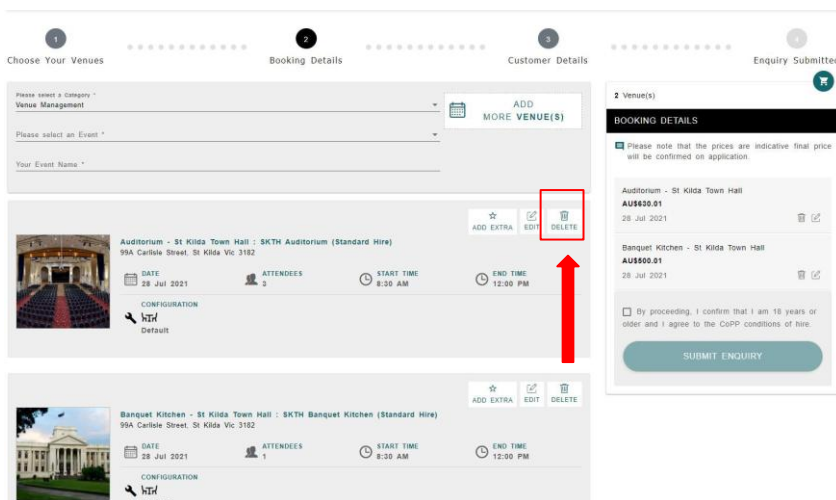 1
2
3
4
Choose Your Venues
Booking Details
Customer Details
Enquiry Submitted
Please select a Category *
Venue Management
ADD
MORE VENUE(S)
Please select an Event *
Your Event Name *
ADD EXTRA
EDIT
DELETE
Auditorium - St Kilda Town Hall : SKTH Auditorium (Standard Hire)
99A Carlisle Street, St Kilda Vic 3182
DATE
28 Jul 2021
ATTENDEES
3
START TIME
8:30 AM
END TIME
12:00 PM
CONFIGURATION
Default
ADD EXTRA
EDIT
DELETE
Banquet Kitchen - St Kilda Town Hall : SKTH Banquet Kitchen (Standard Hire)
99A Carlisle Street, St Kilda Vic 3182
DATE
28 Jul 2021
ATTENDEES
1
START TIME
8:30 AM
END TIME
12:00 PM
CONFIGURATION
2 Venue(s)
BOOKING DETAILS
Please note that the prices are indicative final price
will be confirmed on application.
Auditorium - St Kilda Town Hall
AU$630.01
28 Jul 2021
Banquet Kitchen - St Kilda Town Hall
AU$500.01
28 Jul 2021
By proceeding, I confirm that I am 18 years or
older and I agree to the CoPP conditions of hire.
SUBMIT ENQUIRY